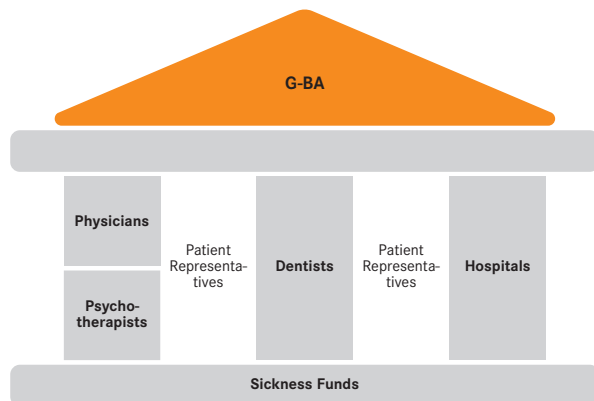 G-BA
Physicians
Psycho-
therapists
Patient
Representa-
tives
Dentists
Patient
Representa-
tives
Hospitals
Sickness Funds